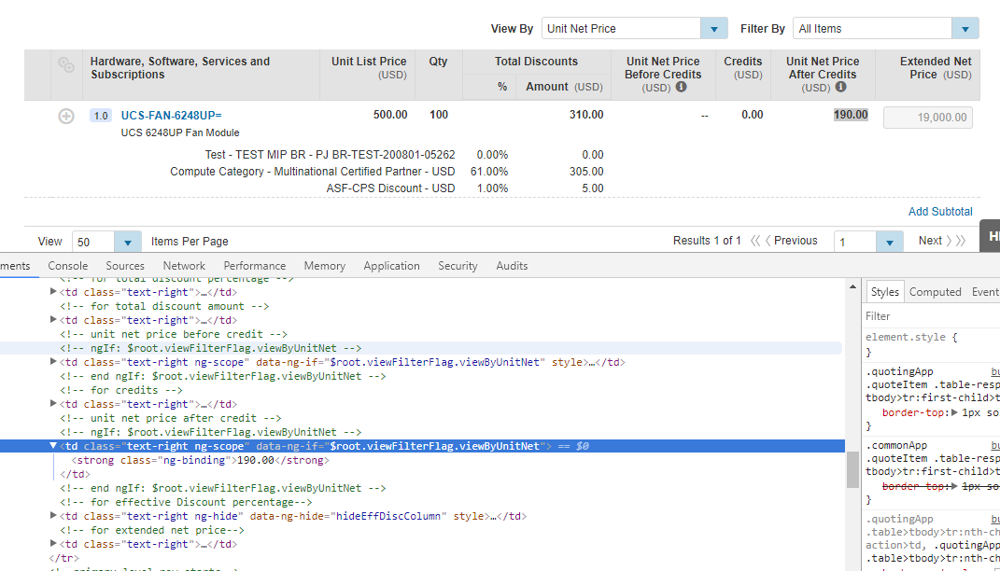 View By Unit Net Price Filter By All Items
Hardware, Software, Services and Subscriptions Unit List Price (USD) Qty Total Discounts % Amount (USD) Unit Net Price Before Credits (USD) Credits (USD) Unit Net Price After Credits (USD) Extended Net Price (USD)
1.0 UCS-FAN-6248UP= 500.00 100 310.00 -- 0.00 190.00 19,000.00
UCS 6248UP Fan Module
Test - TEST MIP BR - PJ BR-TEST-200801-05262 0.00% 0.00
Compute Category - Multinational Certified Partner - USD 61.00% 305.00
ASF-CPS Discount - USD 1.00% 5.00
Add Subtotal
View 50 Items Per Page Results 1 of 1 Previous 1 Next
ments Console Sources Network Performance Memory Application Security Audits
<!-- for total discount percentage -->
<td class="text-right">…</td>
<!-- for total discount amount -->
<td class="text-right">…</td>
<!-- unit net price before credit -->
<!-- ngIf: $root.viewFilterFlag.viewByUnitNet -->
<td class="text-right ng-scope" data-ng-if="$root.viewFilterFlag.viewByUnitNet" style>…</td>
<!-- end ngIf: $root.viewFilterFlag.viewByUnitNet -->
<!-- for credits -->
<td class="text-right">…</td>
<!-- unit net price after credit -->
<!-- ngIf: $root.viewFilterFlag.viewByUnitNet -->
<td class="text-right ng-scope" data-ng-if="$root.viewFilterFlag.viewByUnitNet"> == $0
<strong class="ng-binding">190.00</strong>
</td>
<!-- end ngIf: $root.viewFilterFlag.viewByUnitNet -->
<!-- for effective Discount percentage-->
<td class="text-right ng-hide" data-ng-hide="hideEffDiscColumn" style>…</td>
<!-- for extended net price-->
<td class="text-right">…</td>
</tr>
Styles Computed Event
Filter
element.style {
}
.quotingApp bu
.quoteItem .table-resp
tbody>tr:first-child>t
border-top: 1px so
}
.commonApp bu
.quoteItem .table-resp
tbody>tr:first-child>t
border-top: 1px so
}
.quotingApp bu
.table>tbody>tr:nth-ch
action>td, .quotingApp
.table>tbody>tr:nth-ch